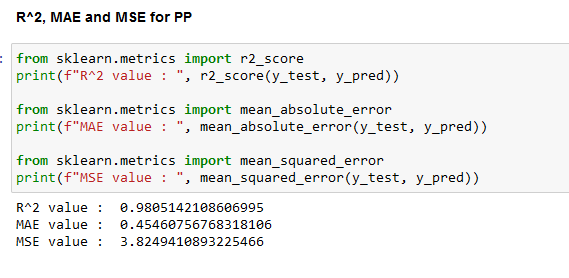 R^2, MAE and MSE for PP
from sklearn.metrics import r2_score
print(f"R^2 value : ", r2_score(y_test, y_pred))
from sklearn.metrics import mean_absolute_error
print(f"MAE value : ", mean_absolute_error(y_test, y_pred))
from sklearn.metrics import mean_squared_error
print(f"MSE value : ", mean_squared_error(y_test, y_pred))
R^2 value :  0.9805142108606995
MAE value :  0.45460756768318106
MSE value :  3.8249410893225466